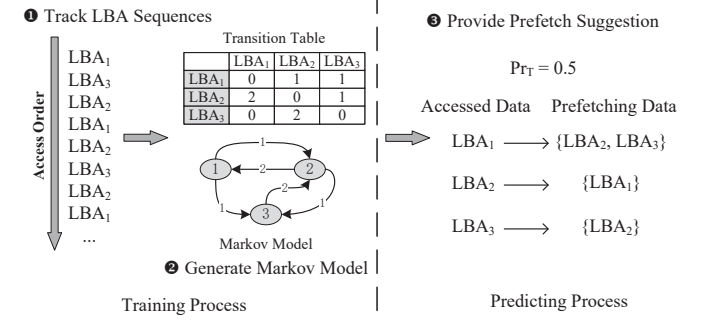 ❶ Track LBA Sequences
Access Order
LBA₁
LBA₃
LBA₂
LBA₁
LBA₂
LBA₃
LBA₂
LBA₁
...
Transition Table
LBA₁ LBA₂ LBA₃
LBA₁ 0 1 1
LBA₂ 2 0 1
LBA₃ 0 2 0
1
1 2 2
2
1 3 1
Markov Model
❷ Generate Markov Model
Training Process
❸ Provide Prefetch Suggestion
Prᴛ = 0.5
Accessed Data Prefetching Data
LBA₁ ⟶ {LBA₂, LBA₃}
LBA₂ ⟶ {LBA₁}
LBA₃ ⟶ {LBA₂}
Predicting Process